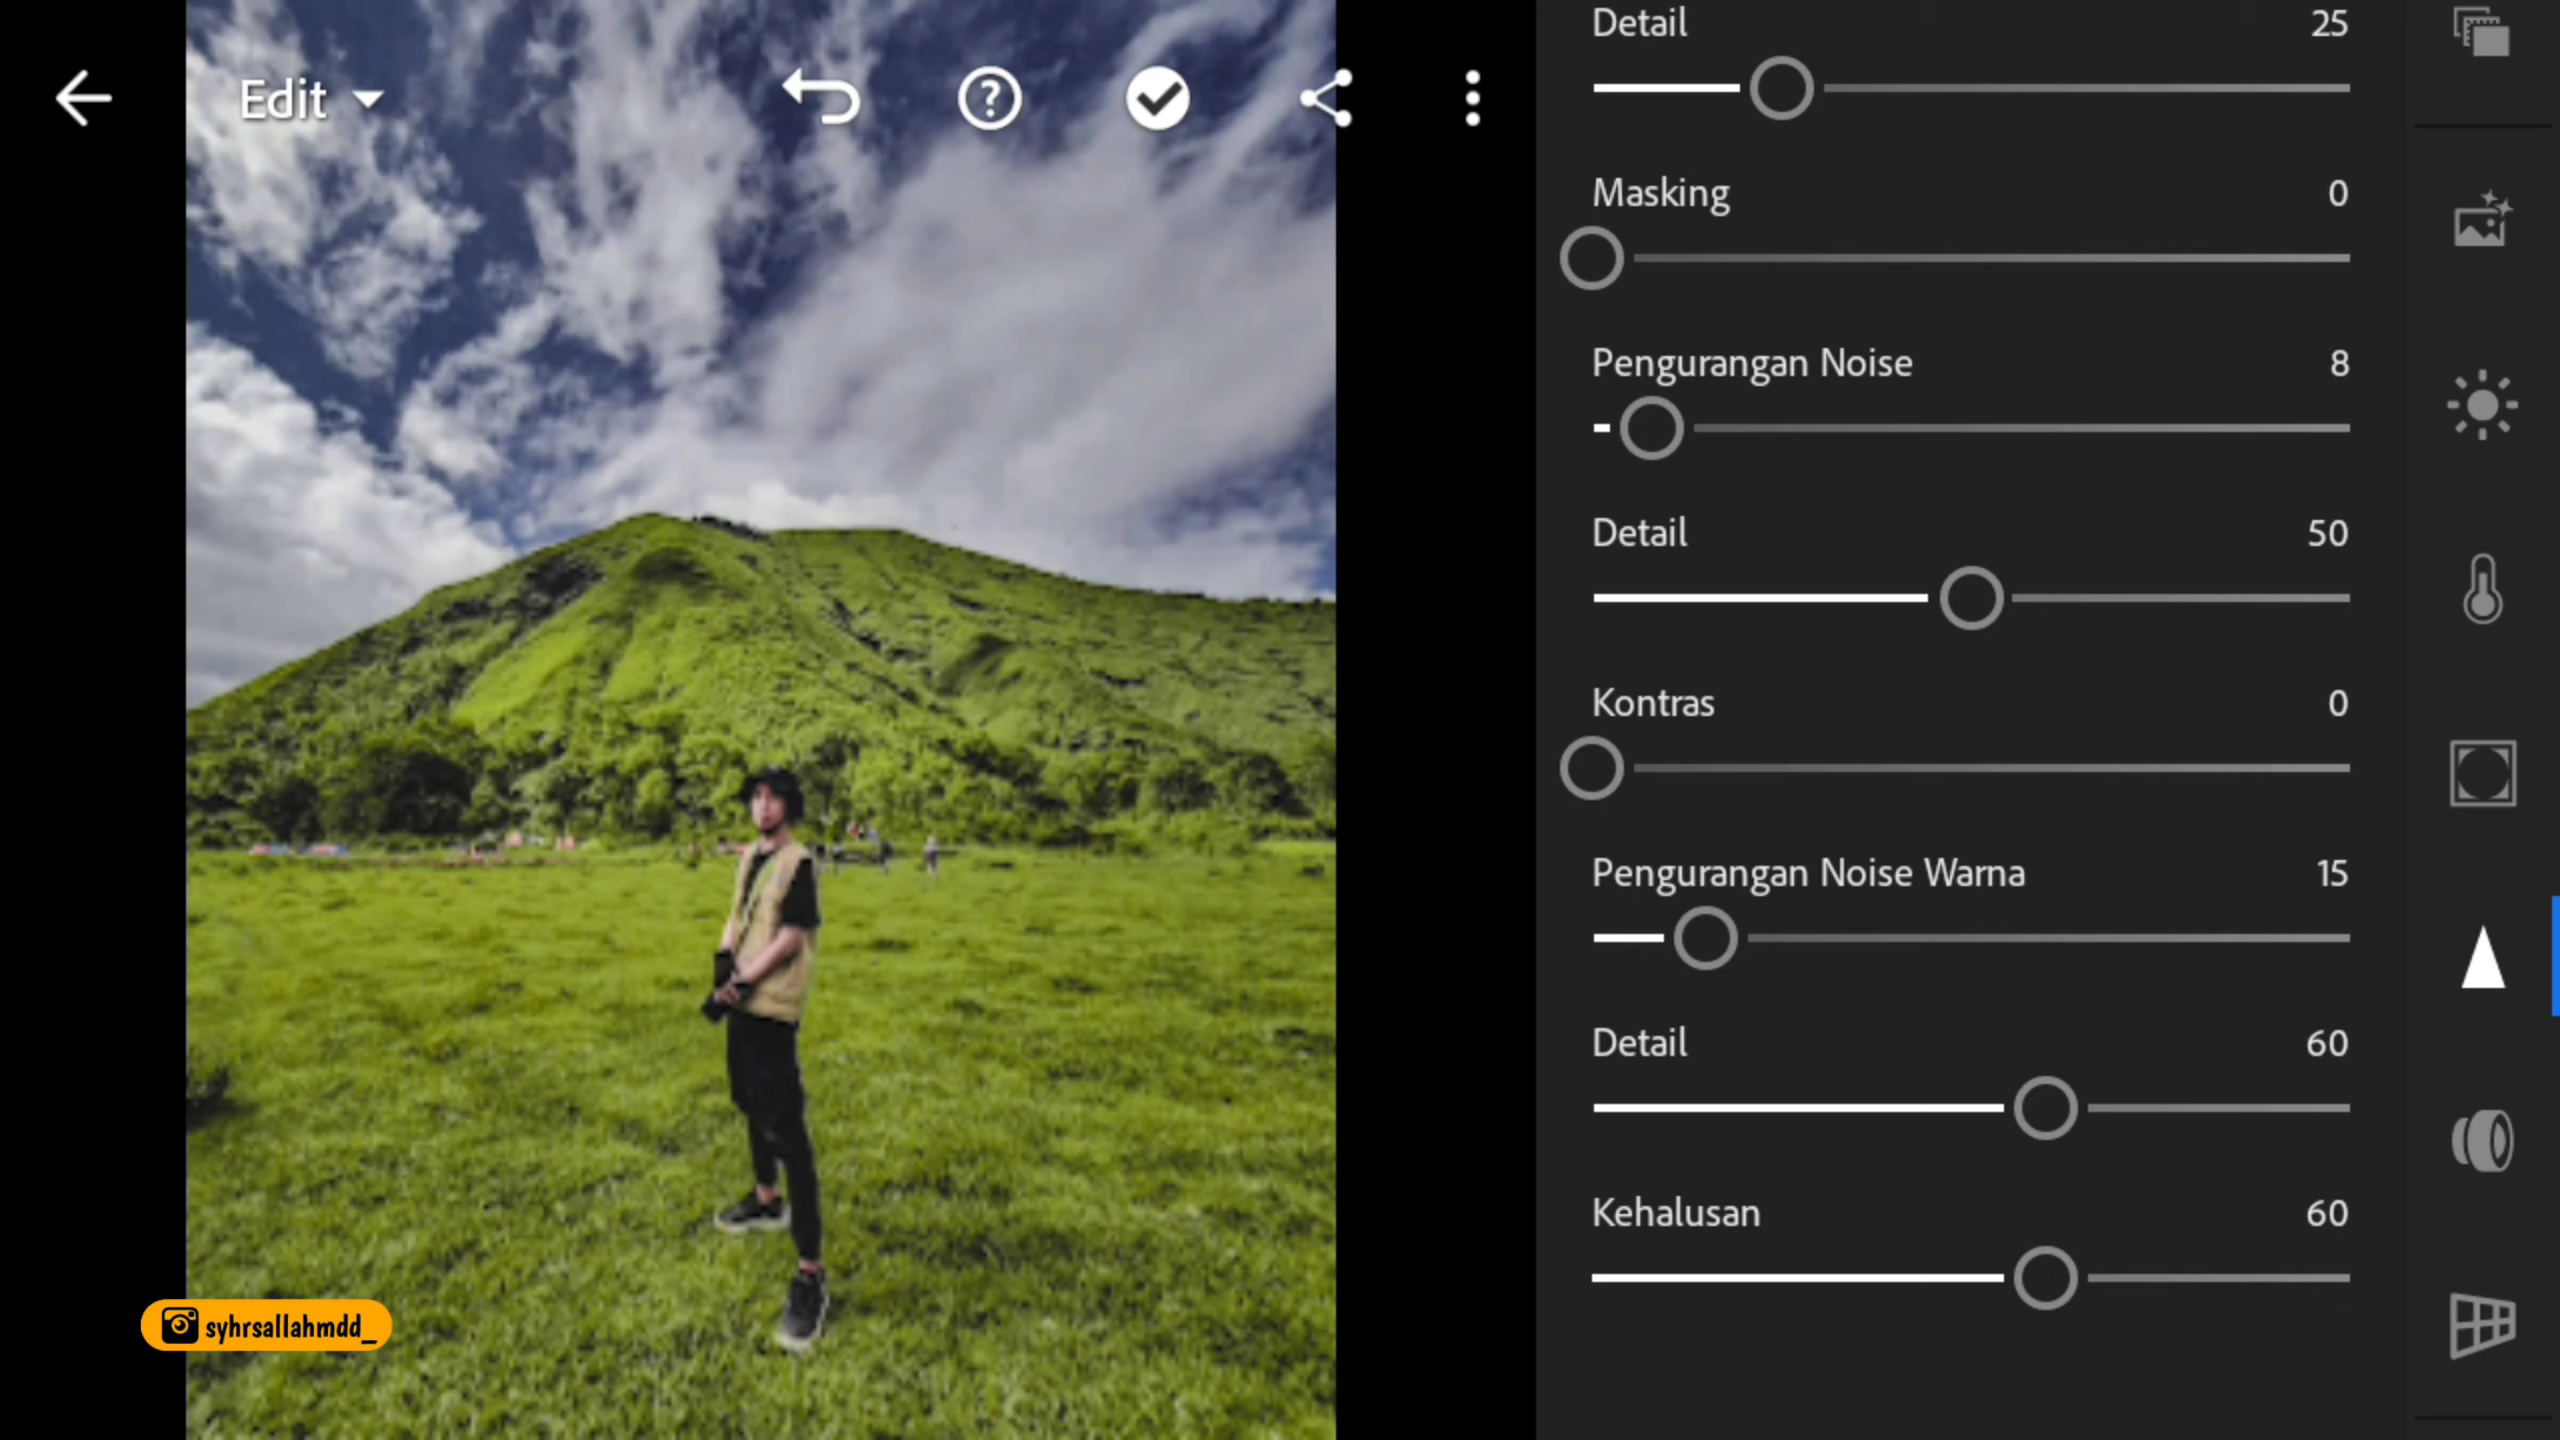 Edit
Detail 25
Masking 0
Pengurangan Noise 8
Detail 50
Kontras 0
Pengurangan Noise Warna 15
Detail 60
Kehalusan 60
syhrsallahmdd_